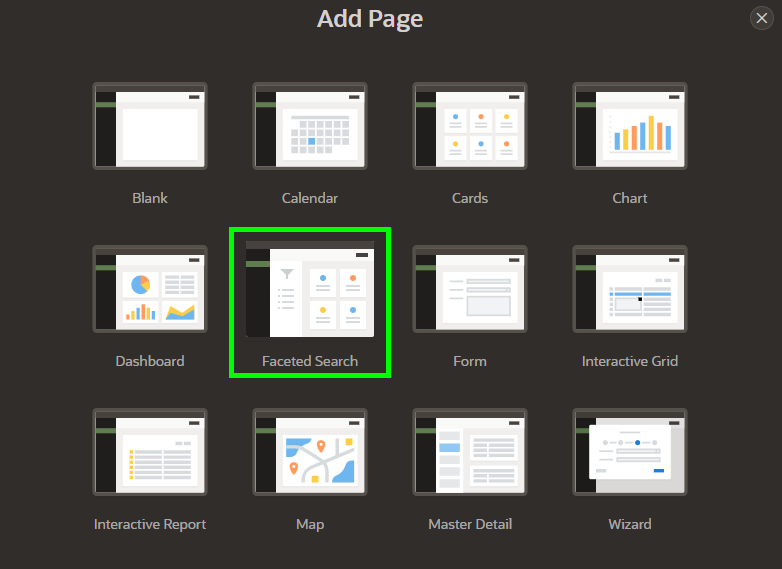 Add Page
Blank
Calendar
Cards
Chart
Dashboard
Faceted Search
Form
Interactive Grid
Interactive Report
Map
Master Detail
Wizard